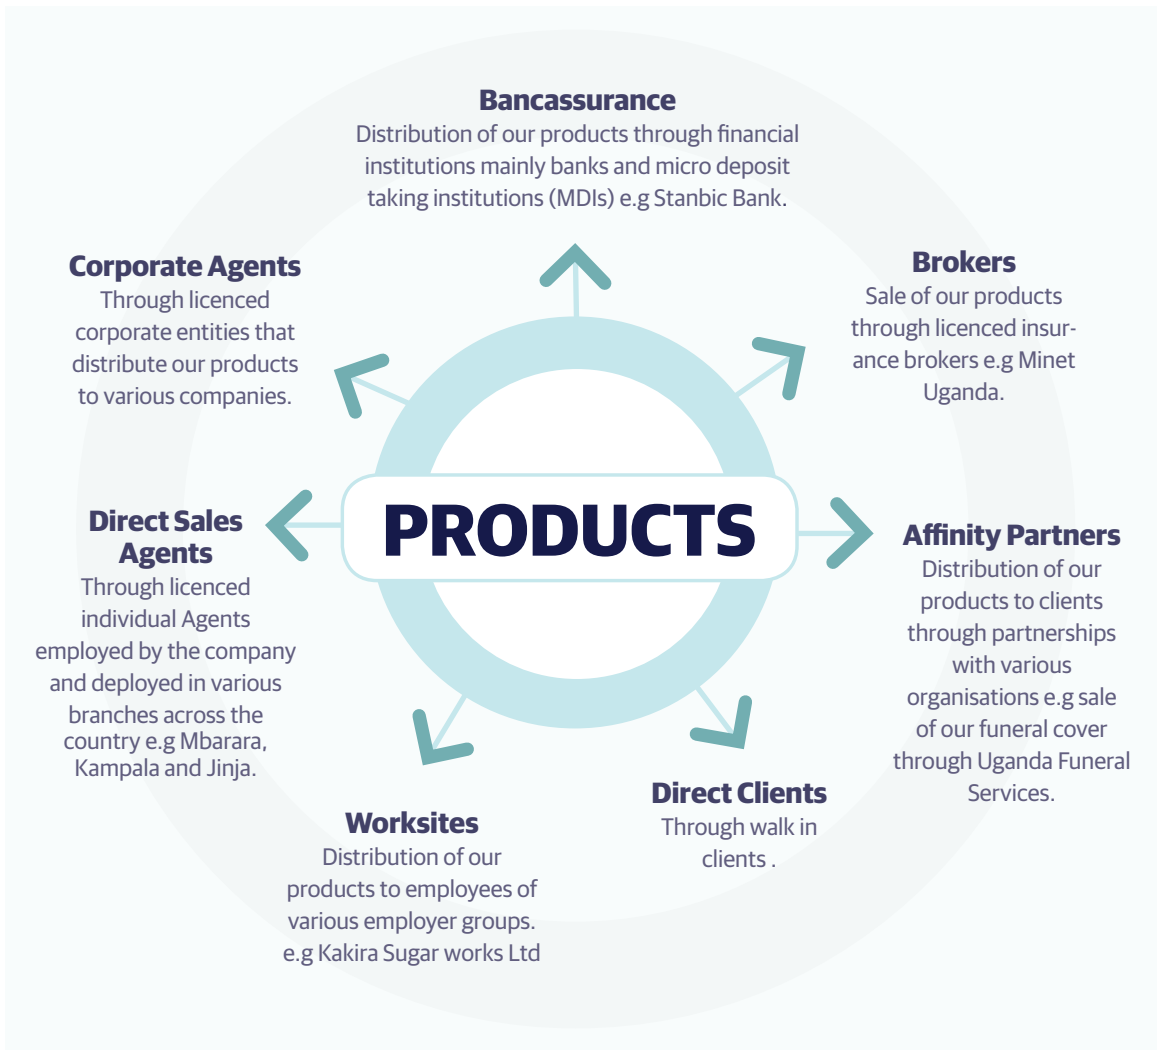 Bancassurance
Distribution of our products through financial
institutions mainly banks and micro deposit
taking institutions (MDIs) e.g Stanbic Bank.
Corporate Agents
Through licenced
corporate entities that
distribute our products
to various companies.
Brokers
Sale of our products
through licenced insur-
ance brokers e.g Minet
Uganda.
PRODUCTS
Direct Sales
Agents
Through licenced
individual Agents
employed by the company
and deployed in various
branches across the
country e.g Mbarara,
Kampala and Jinja.
Affinity Partners
Distribution of our
products to clients
through partnerships
with various
organisations e.g sale
of our funeral cover
through Uganda Funeral
Services.
Worksites
Distribution of our
products to employees of
various employer groups.
e.g Kakira Sugar works Ltd
Direct Clients
Through walk in
clients .